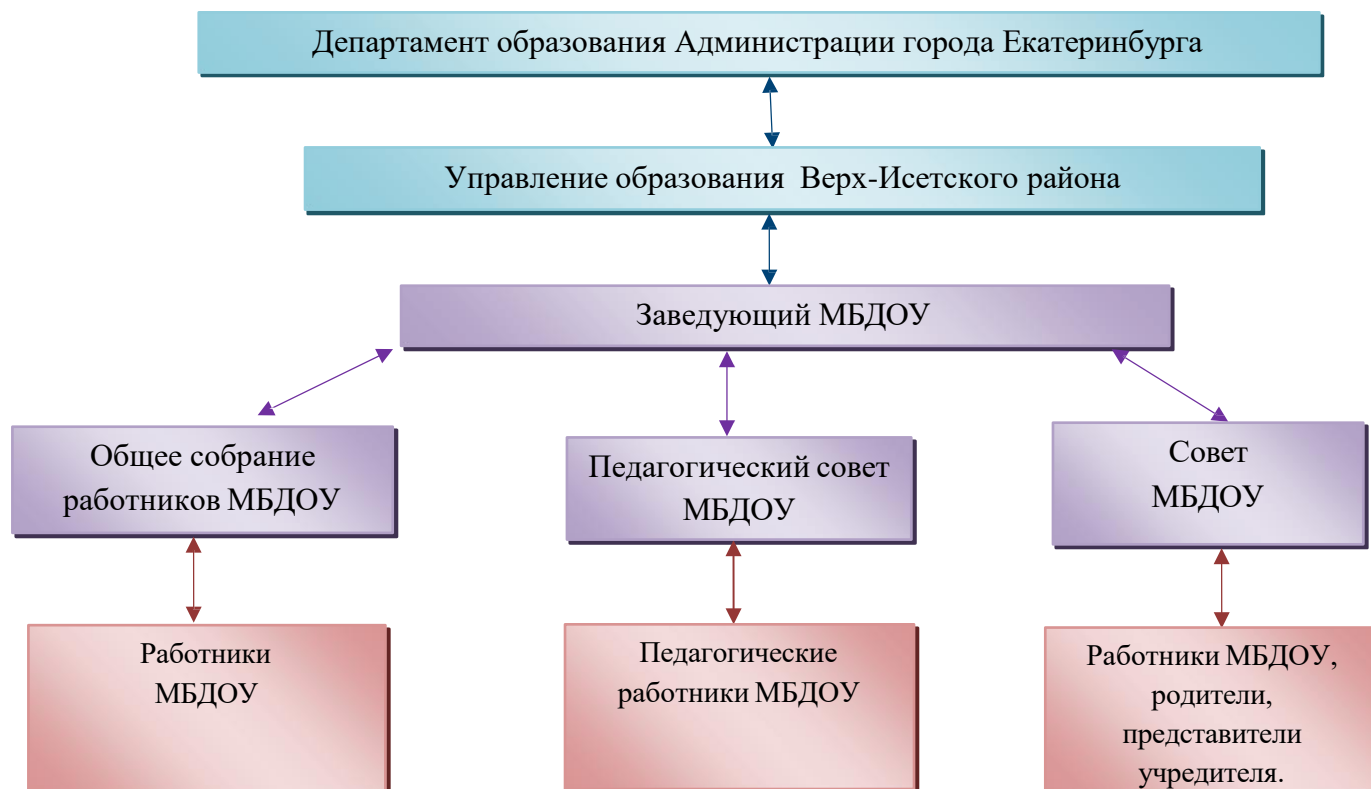 Департамент образования Администрации города Екатеринбурга
Управление образования Верх-Исетского района
Заведующий МБДОУ
Общее собрание
работников МБДОУ
Педагогический совет
МБДОУ
Совет
МБДОУ
Работники
МБДОУ
Педагогические
работники МБДОУ
Работники МБДОУ,
родители,
представители
учредителя.